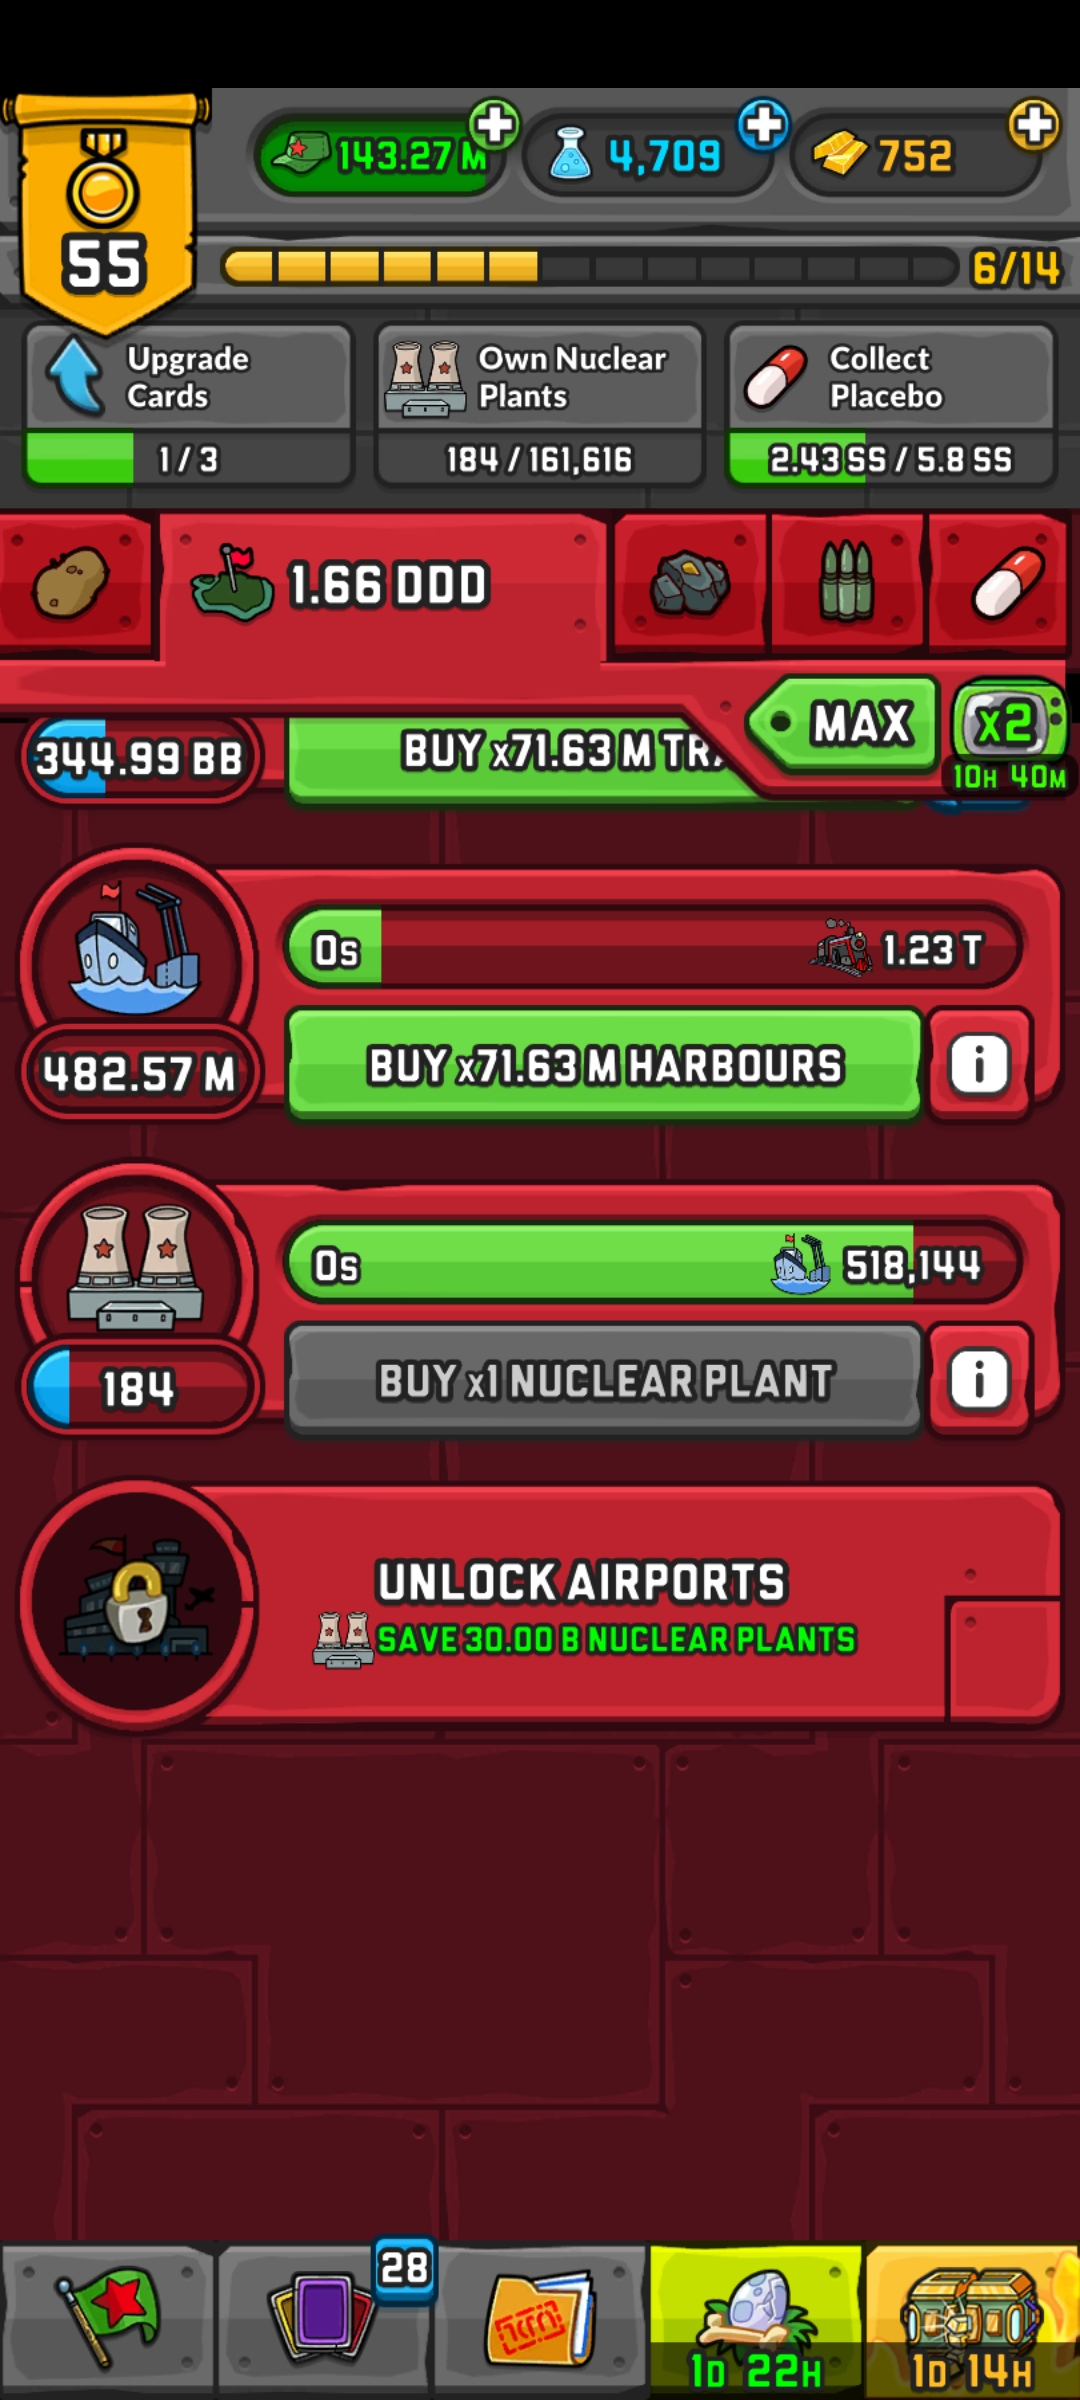 143.27 M
4,709
752
55
6/14
Upgrade
Cards
1 / 3
Own Nuclear
Plants
184 / 161,616
Collect
Placebo
2.43 SS / 5.8 SS
1.66 DDD
MAX
x2
10H 40M
344.99 BB
BUY x71.63 M
0s
1.23 T
482.57 M
BUY x71.63 M HARBOURS
i
0s
518,144
184
BUY x1 NUCLEAR PLANT
i
UNLOCK AIRPORTS
SAVE 30.00 B NUCLEAR PLANTS
28
1D 22H
1D 14H